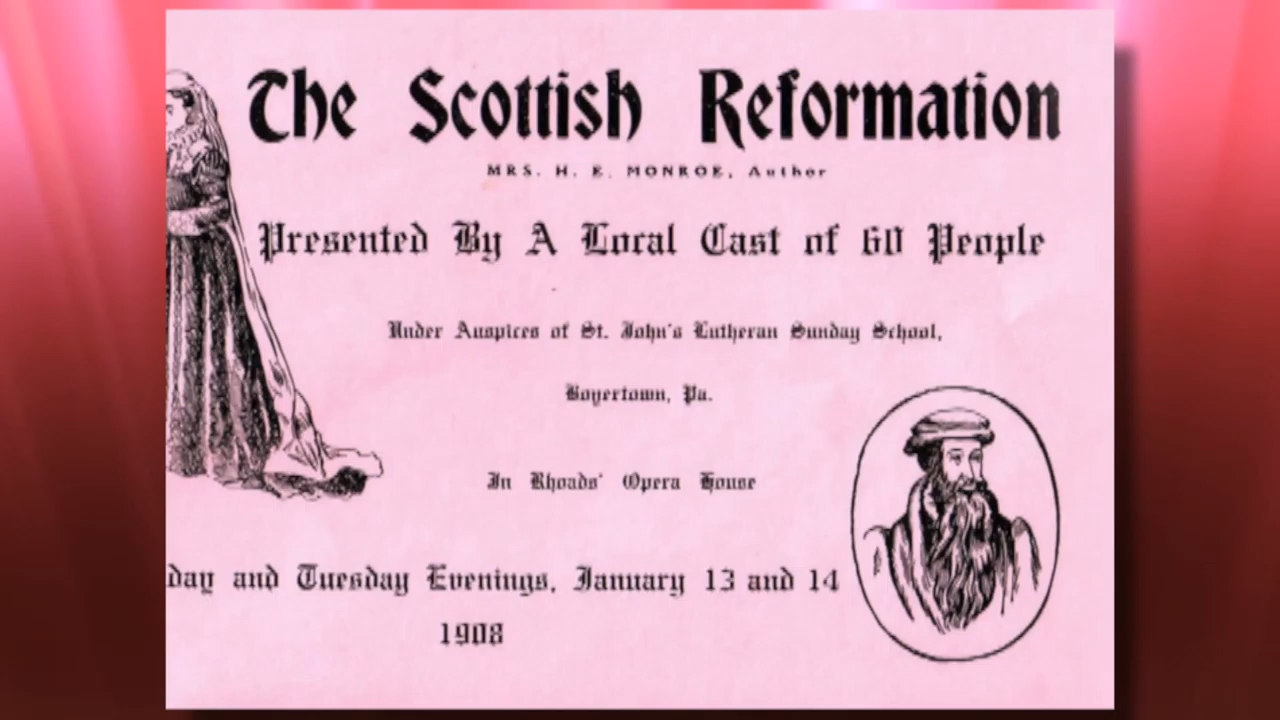 The Scottish Reformation
MRS. H. E. MONROE, Author
Presented By A Local Cast of 60 People
Under Auspices of St. John's Lutheran Sunday School,
Boyertown, Pa.
In Rhoads' Opera House
day and Tuesday Evenings, January 13 and 14
1908